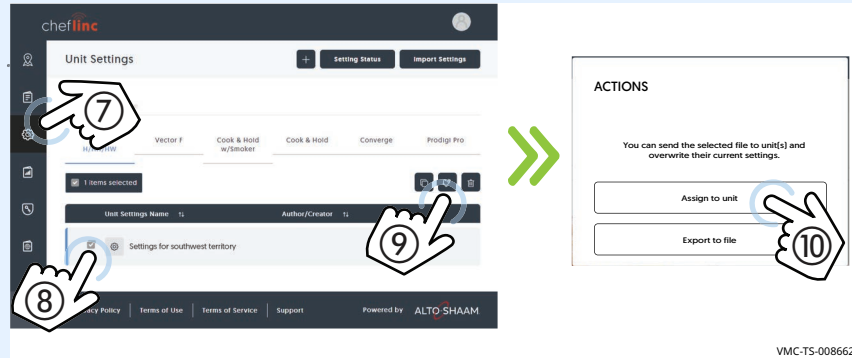 cheflinc
Unit Settings
+
Setting Status
Import Settings
7
H/
HW
Vector F
Cook & Hold
w/Smoker
Cook & Hold
Converge
Prodigi Pro
1 items selected
Unit Settings Name
Author/Creator
9
Settings for southwest territory
8
Policy
Terms of Use
Terms of Service
Support
Powered by
ALTO-SHAAM
ACTIONS
You can send the selected file to unit[s] and
overwrite their current settings.
Assign to unit
Export to file
10
VMC-TS-008662